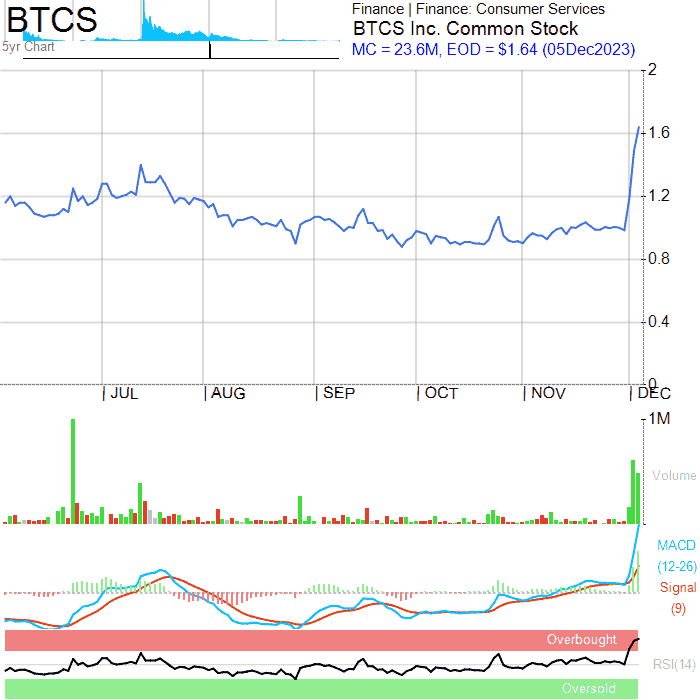 BTCS
5yr Chart
Finance | Finance: Consumer Services
BTCS Inc. Common Stock
MC = 23.6M, EOD = $1.64 (05Dec2023)
2
1.6
1.2
0.8
0.4
0
JUL AUG SEP OCT NOV DEC
1M
Volume
MACD
(12-26)
Signal
(9)
Overbought
RSI(14)
Oversold